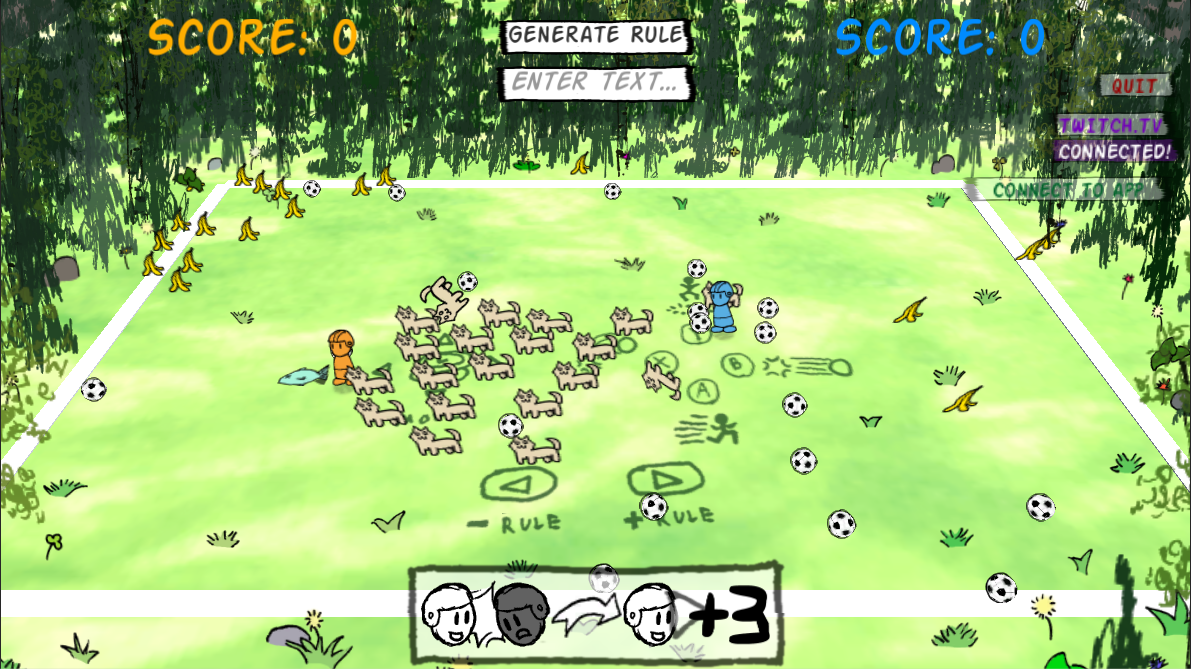 SCORE: 0
GENERATE RULE
SCORE: 0
ENTER TEXT...
QUIT
TWITCH.TV
CONNECTED!
CONNECT TO APP
X
B
A
- RULE
+ RULE
+3